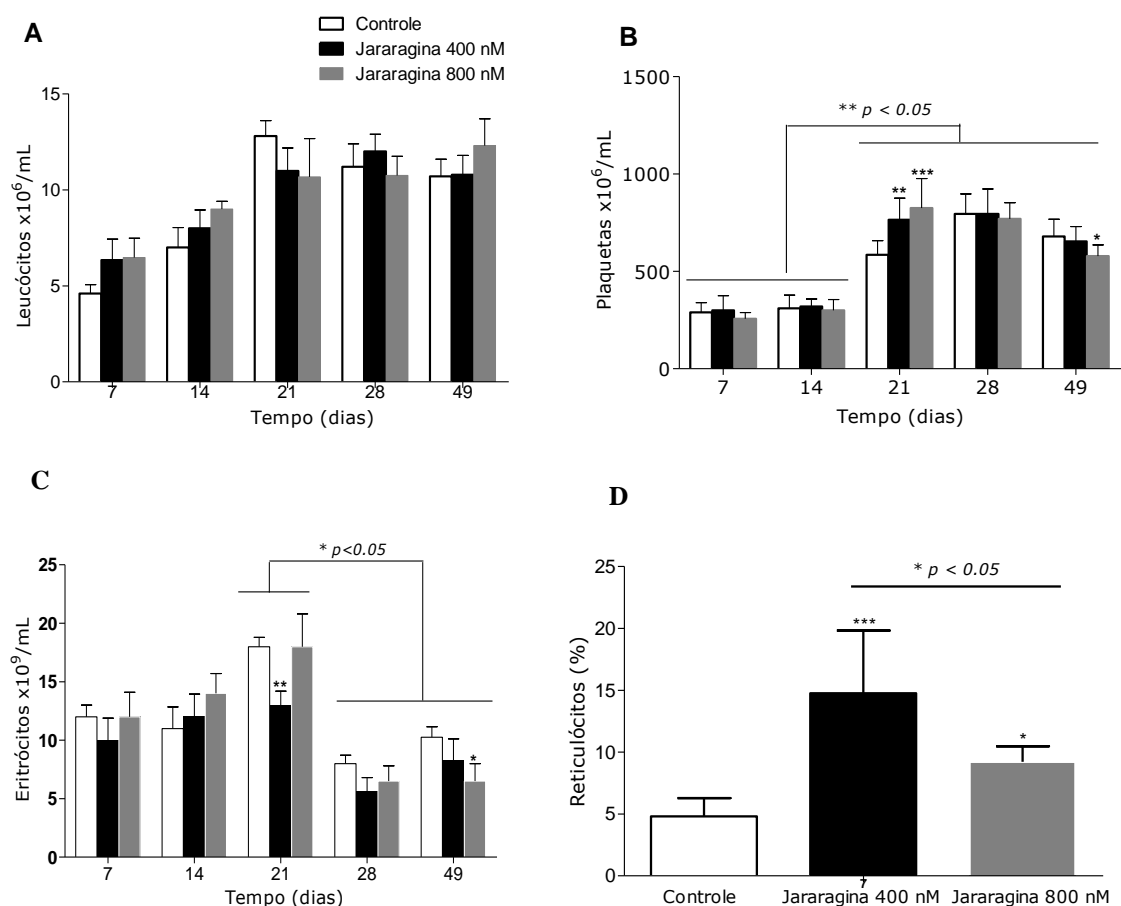 A
Controle
Jararagina 400 nM
Jararagina 800 nM
15
10
5
0
Leucócitos x10⁶/mL
7 14 21 28 49
Tempo (dias)
B
1500
1000
500
0
Plaquetas x10⁶/mL
** p < 0.05
** ***
*
7 14 21 28 49
Tempo (dias)
C
25
20
15
10
5
0
Eritrócitos x10⁹/mL
* p<0.05
**
*
7 14 21 28 49
Tempo (dias)
D
25
20
15
10
5
0
Reticulócitos (%)
* p < 0.05
***
*
7
Controle Jararagina 400 nM Jararagina 800 nM